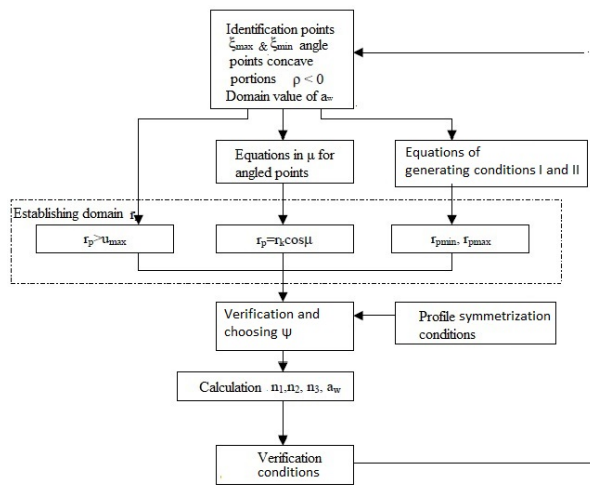 Identification points
ξmax & ξmin angle
points concave
portions ρ < 0
Domain value of aw
Equations in μ for
angled points
Equations of
generating conditions I and II
Establishing domain r
rp>umax
rp=rkcosμ
rpmin, rpmax
Verification and
choosing ψ
Profile symmetrization
conditions
Calculation n1,n2, n3, aw
Verification
conditions